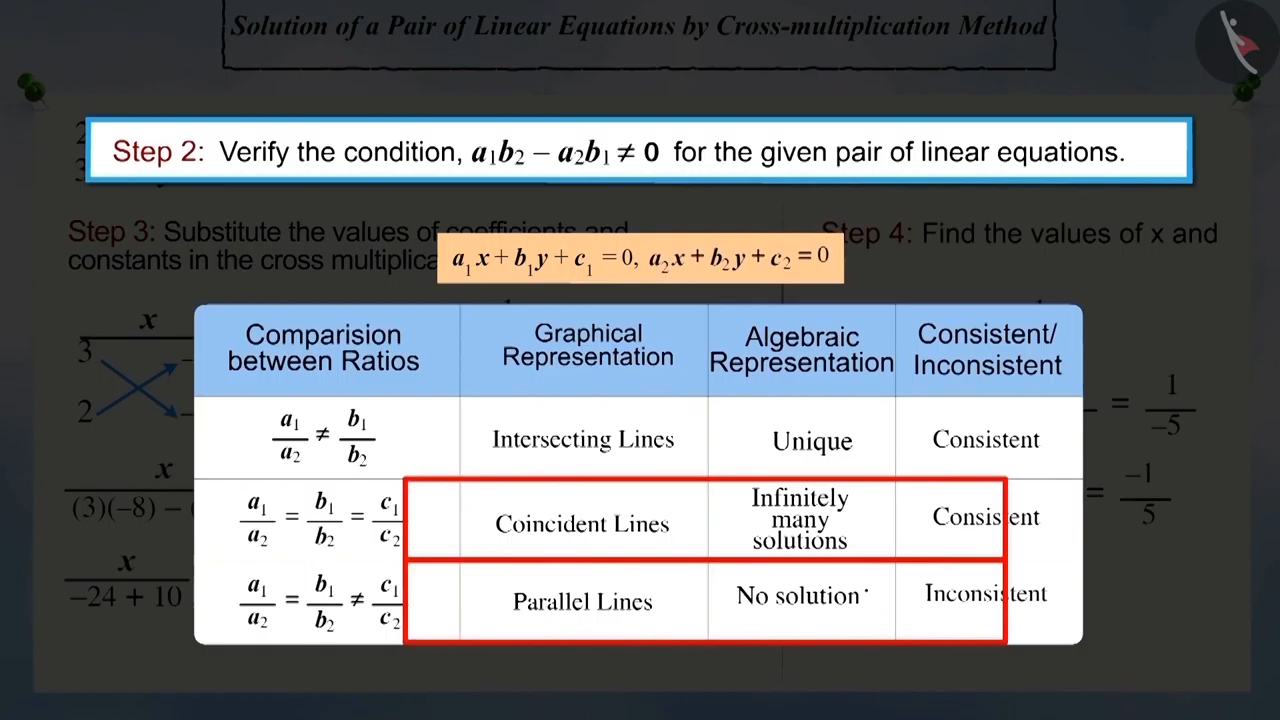 Solution of a Pair of Linear Equations by Cross-multiplication Method
Step 2: Verify the condition, a₁b₂ – a₂b₁ ≠ 0 for the given pair of linear equations.
Step 3: Substitute the values of coefficients and
constants in the cross multiplica
Step 4: Find the values of x and
a₁x + b₁y + c₁ = 0, a₂x + b₂y + c₂ = 0
Comparision between Ratios
Graphical Representation
Algebraic Representation
Consistent/ Inconsistent
a₁/a₂ ≠ b₁/b₂
Intersecting Lines
Unique
Consistent
a₁/a₂ = b₁/b₂ = c₁/c₂
Coincident Lines
Infinitely many solutions
Consistent
a₁/a₂ = b₁/b₂ ≠ c₁/c₂
Parallel Lines
No solution
Inconsistent
x
3
2
x
(3)(–8) –
x
–24 + 10
= 1/–5
= –1/5